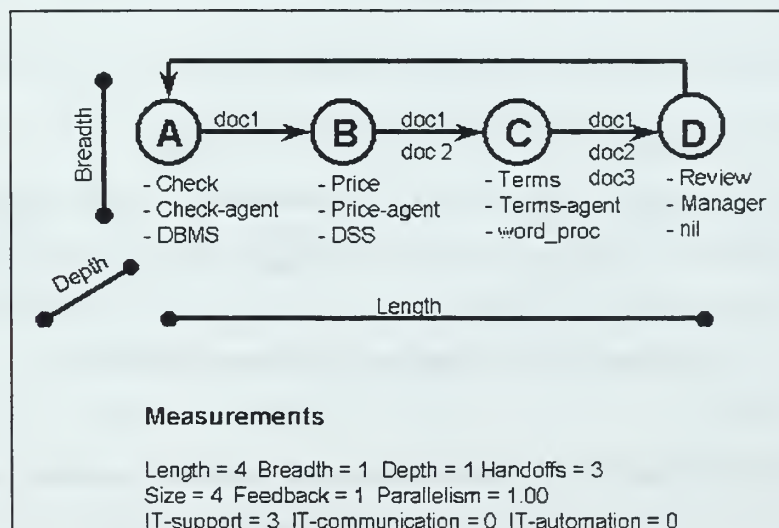 Breadth
A
doc1
B
doc1
doc 2
C
doc1
doc2
doc3
D
- Check
- Check-agent
- DBMS
- Price
- Price-agent
- DSS
- Terms
- Terms-agent
- word_proc
- Review
- Manager
- nil
Depth
Length
Measurements
Length = 4 Breadth = 1 Depth = 1 Handoffs = 3
Size = 4 Feedback = 1 Parallelism = 1.00
IT-support = 3 IT-communication = 0 IT-automation = 0